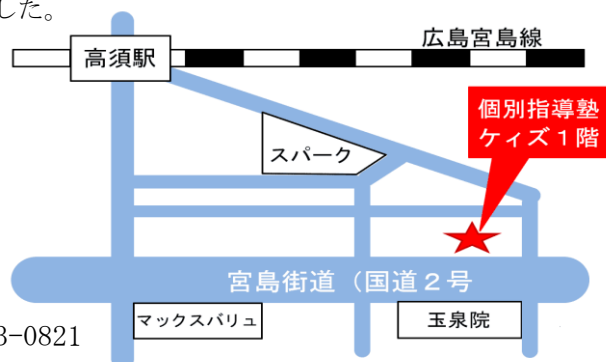 した。
広島宮島線
高須駅
個別指導塾
ケィズ１階
スパーク
宮島街道（国道２号
マックスバリュ
玉泉院
3-0821